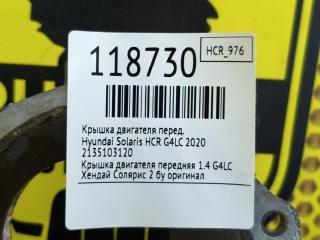 118730
HCR_976
Крышка двигателя перед.
Hyundai Solaris HCR G4LC 2020
2135103120
Крышка двигателя передняя 1.4 G4LC
Хендай Солярис 2 бу оригинал